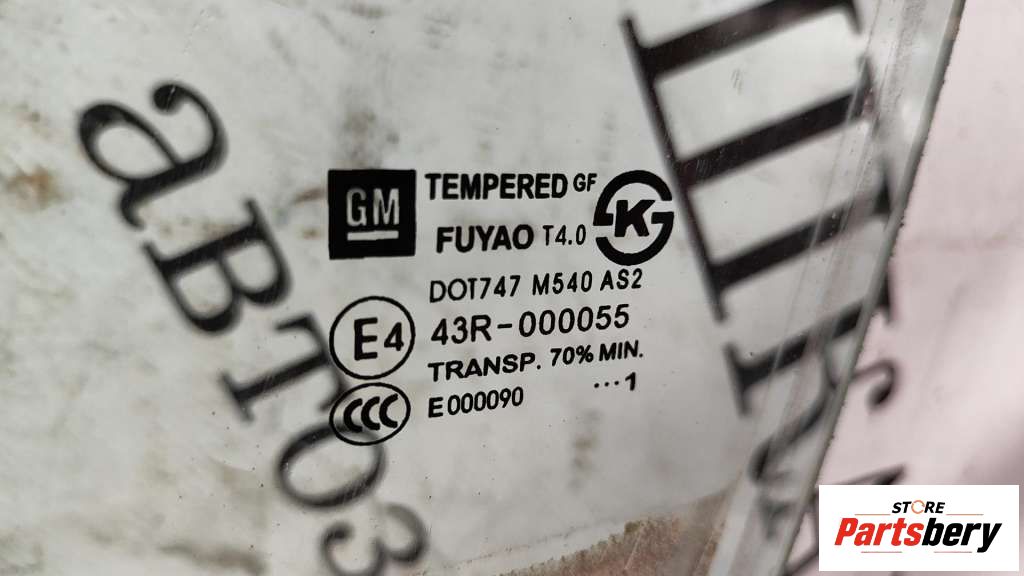 aBT03
GM
TEMPERED GF
FUYAO T4.0
K
DOT747 M540 AS2
E4
43R-000055
TRANSP. 70% MIN.
CCC
E000090
...1
STORE
Partsbery